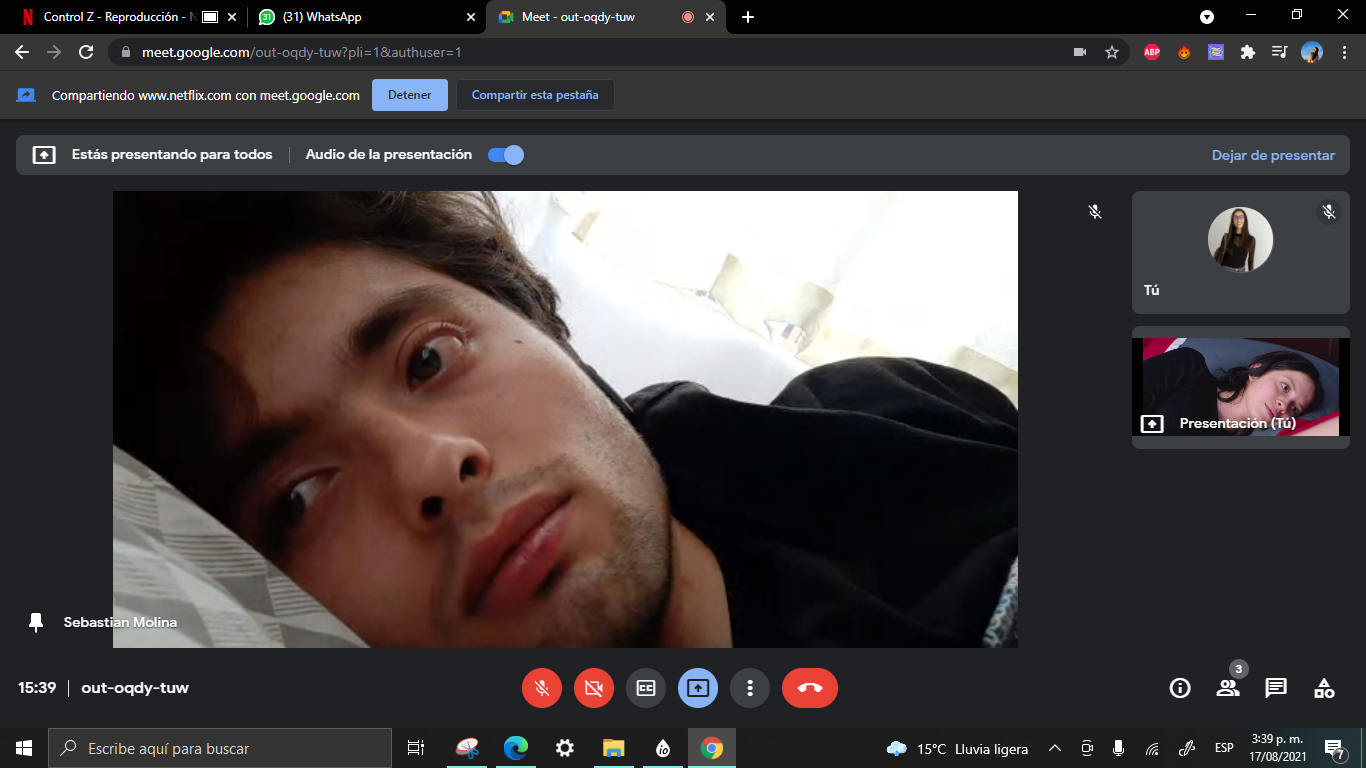 Control Z - Reproducción - N
(31) WhatsApp
Meet - out-oqdy-tuw
meet.google.com/out-oqdy-tuw?pli=1&authuser=1
ABP
Compartiendo www.netflix.com con meet.google.com
Detener
Compartir esta pestaña
Estás presentando para todos
Audio de la presentación
Dejar de presentar
Tú
Presentación (Tú)
Sebastian Molina
15:39 | out-oqdy-tuw
CC
3
Escribe aquí para buscar
io
15°C Lluvia ligera
ESP
3:39 p. m.
17/08/2021
7